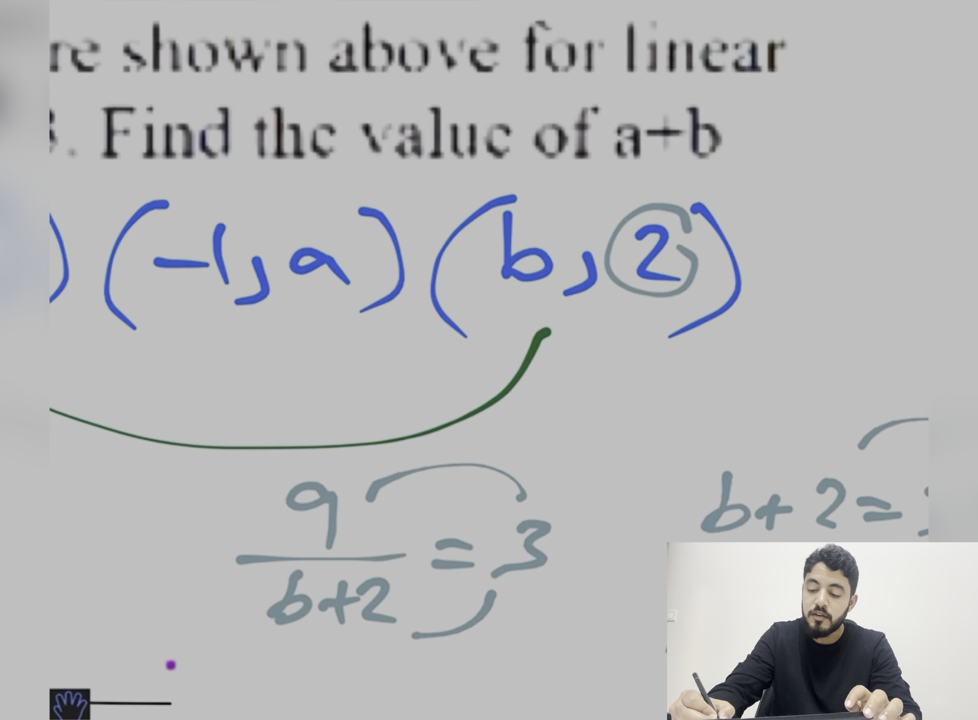 re shown above for linear
. Find the value of a+b
) (-1, a) (b, 2)
9/b+2 = 3
b+2=